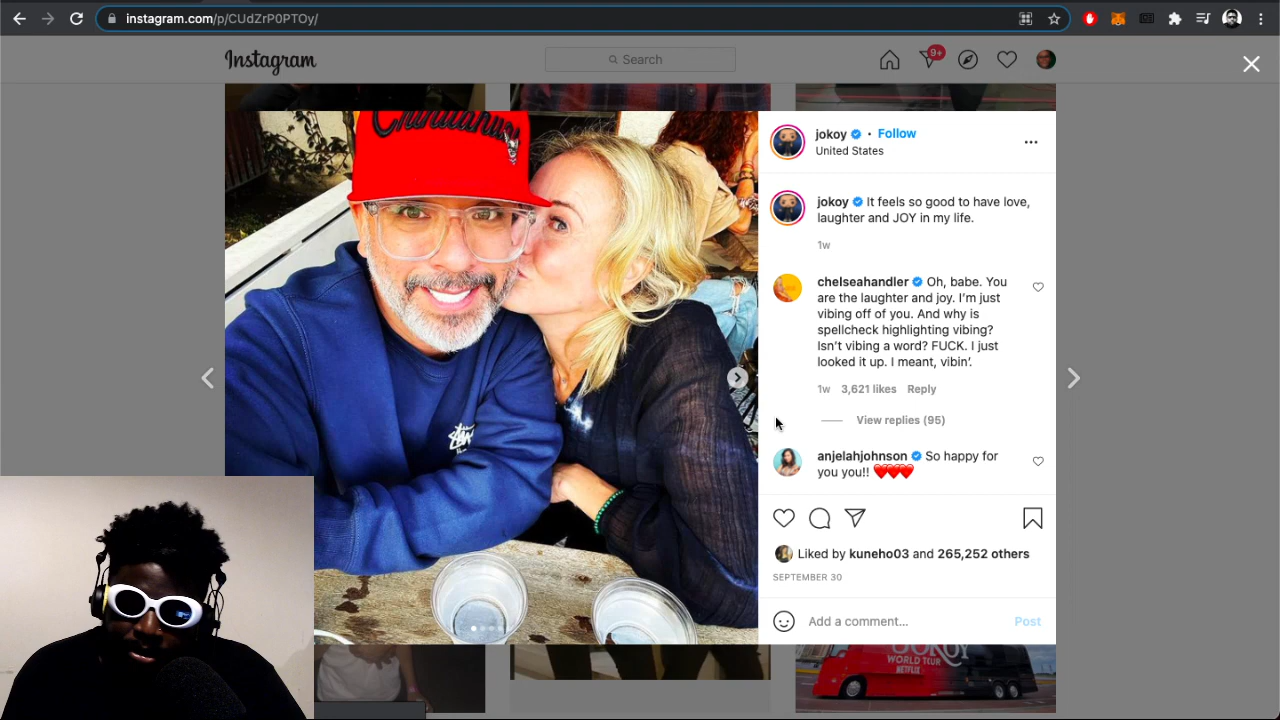 instagram.com/p/CUdZrP0PTOy/
Instagram
Search
9+
Chihuahua
jokoy • Follow
United States
jokoy It feels so good to have love,
laughter and JOY in my life.
1w
chelseahandler Oh, babe. You
are the laughter and joy. I'm just
vibing off of you. And why is
spellcheck highlighting vibing?
Isn't vibing a word? FUCK. I just
looked it up. I meant, vibin'.
1w 3,621 likes Reply
View replies (95)
anjelahjohnson So happy for
you you!! ❤️❤️❤️
Liked by kuneho03 and 265,252 others
SEPTEMBER 30
Add a comment... Post
JOKOY
WORLD TOUR
NETFLIX